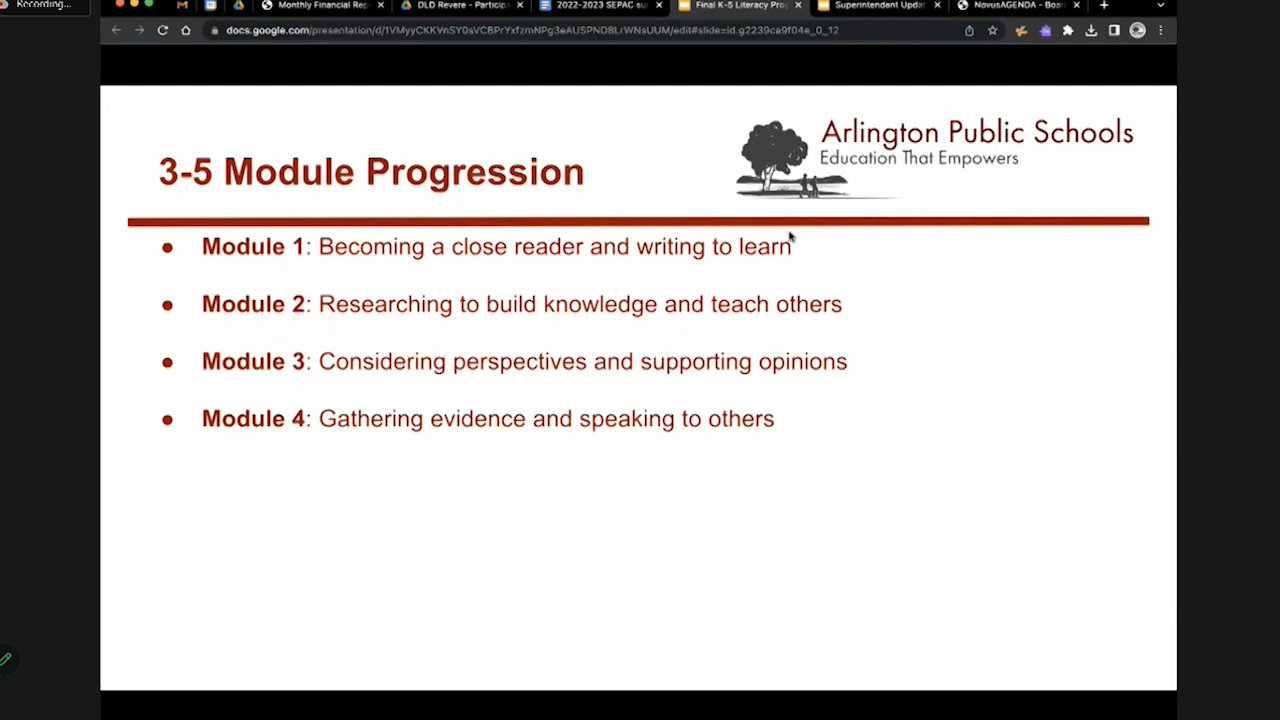 Recording...
Monthly Financial Rep
DLD Revere - Participa
2022-2023 SEPAC su
Final K-5 Literacy Pro
Superintendent Updat
NovusAGENDA - Boar
docs.google.com/presentation/d/1VMyyCKKVnSY0sVCBPrYxfzmNPg3eAUSPND8LrWNsUUM/edit#slide=id.g2239ca9f04e_0_12
Arlington Public Schools
Education That Empowers
3-5 Module Progression
● Module 1: Becoming a close reader and writing to learn
● Module 2: Researching to build knowledge and teach others
● Module 3: Considering perspectives and supporting opinions
● Module 4: Gathering evidence and speaking to others